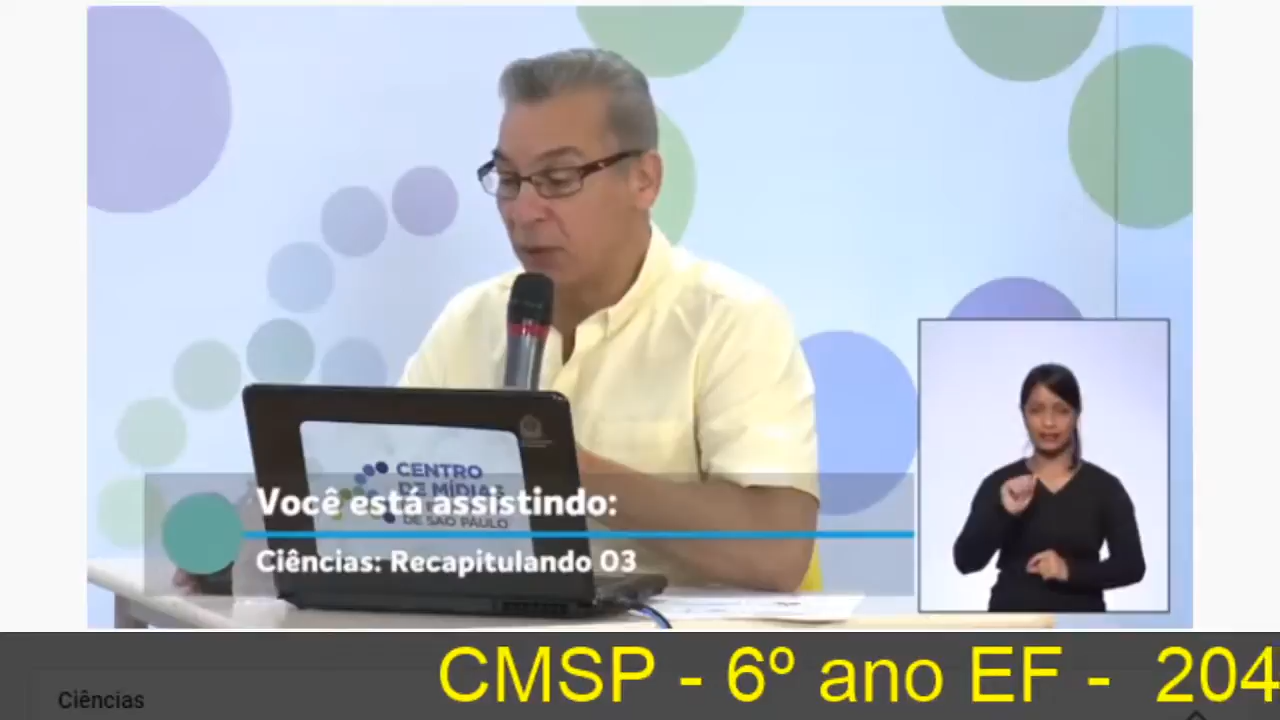 CENTRO
DE MÍDIAS
DE SÃO PAULO
Você está assistindo:
Ciências: Recapitulando 03
CMSP - 6º ano EF - 204
Ciências